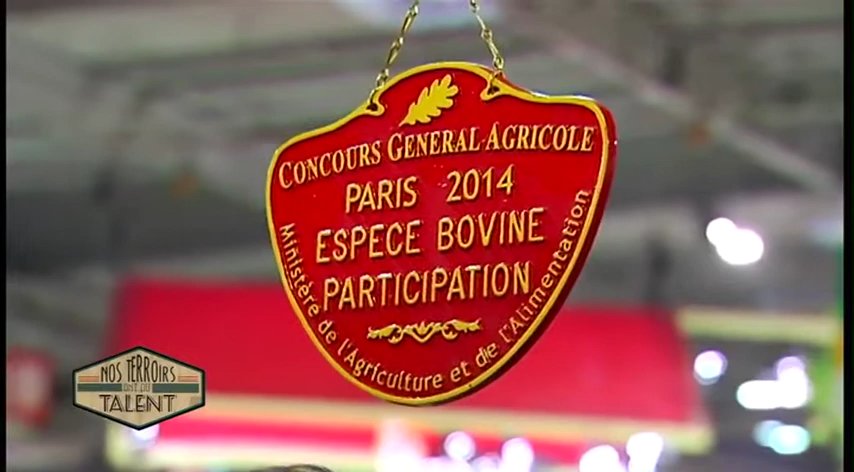 CONCOURS GENERAL AGRICOLE
PARIS 2014
ESPECE BOVINE
PARTICIPATION
Ministère de l'Agriculture et de l'Alimentation
NOS TERROIRS
ONT DU
TALENT